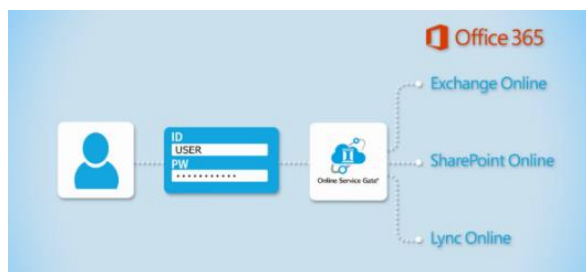 Office 365
Exchange Online
ID
USER
PW
***********
Online Service Gate®
SharePoint Online
Lync Online